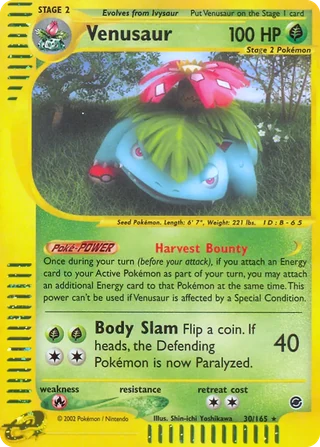 STAGE 2 Evolves from Ivysaur Put Venusaur on the Stage 1 card
Venusaur 100 HP
Stage 2 Pokémon
Seed Pokémon. Length: 6' 7", Weight: 221 lbs. ID:B-65
Poké-POWER Harvest Bounty
Once during your turn (before your attack), if you attach an Energy
card to your Active Pokémon as part of your turn, you may attach
an additional Energy card to that Pokémon at the same time. This
power can't be used if Venusaur is affected by a Special Condition.
Body Slam Flip a coin. If
heads, the Defending
Pokémon is now Paralyzed.
40
weakness resistance retreat cost
© 2002 Pokémon / Nintendo Illus. Shin-ichi Yoshikawa 30/165 ★